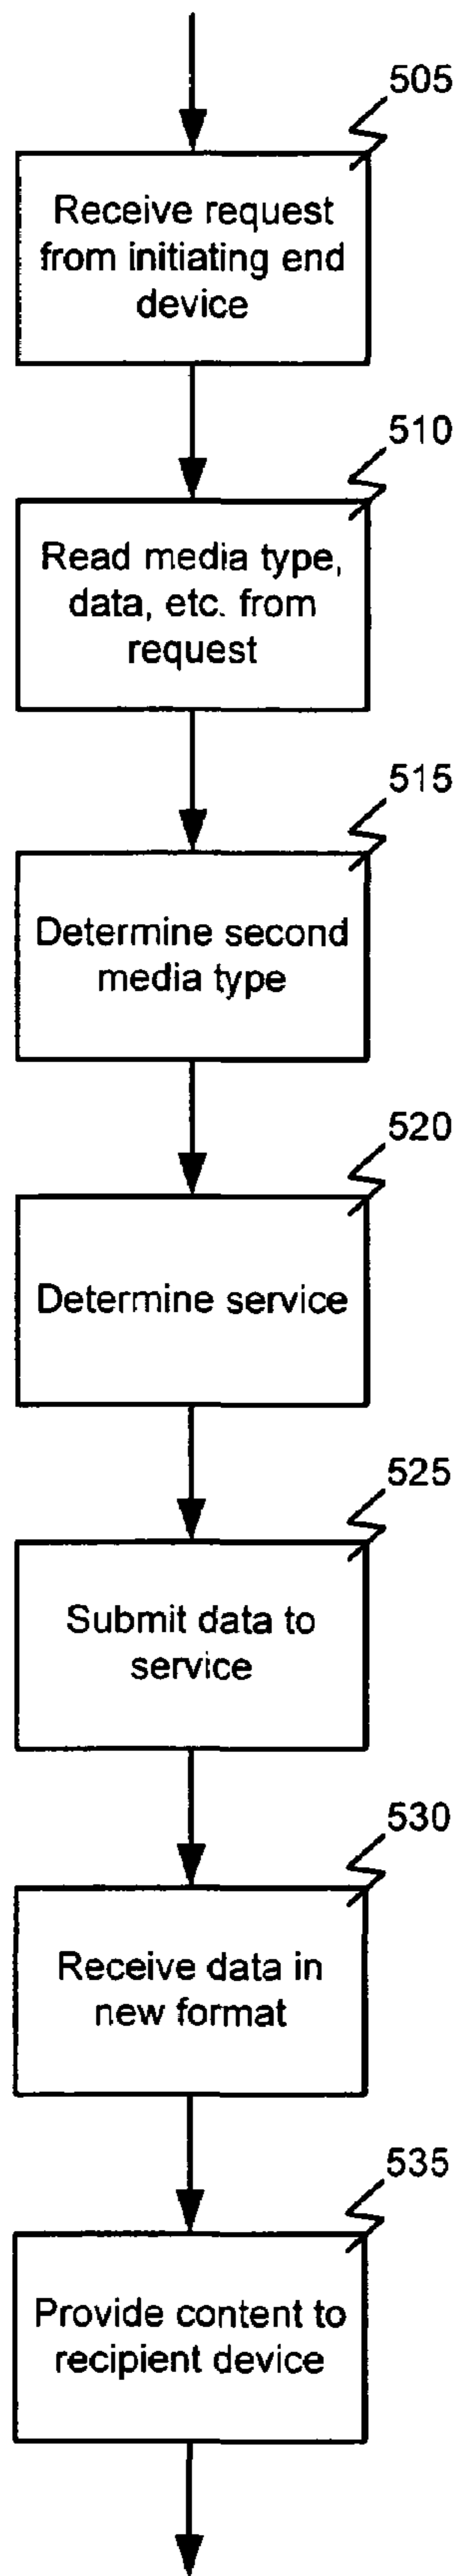 505
Receive request
from initiating end
device
510
Read media type,
data, etc. from
request
515
Determine second
media type
520
Determine service
525
Submit data to
service
530
Receive data in
new format
535
Provide content to
recipient device